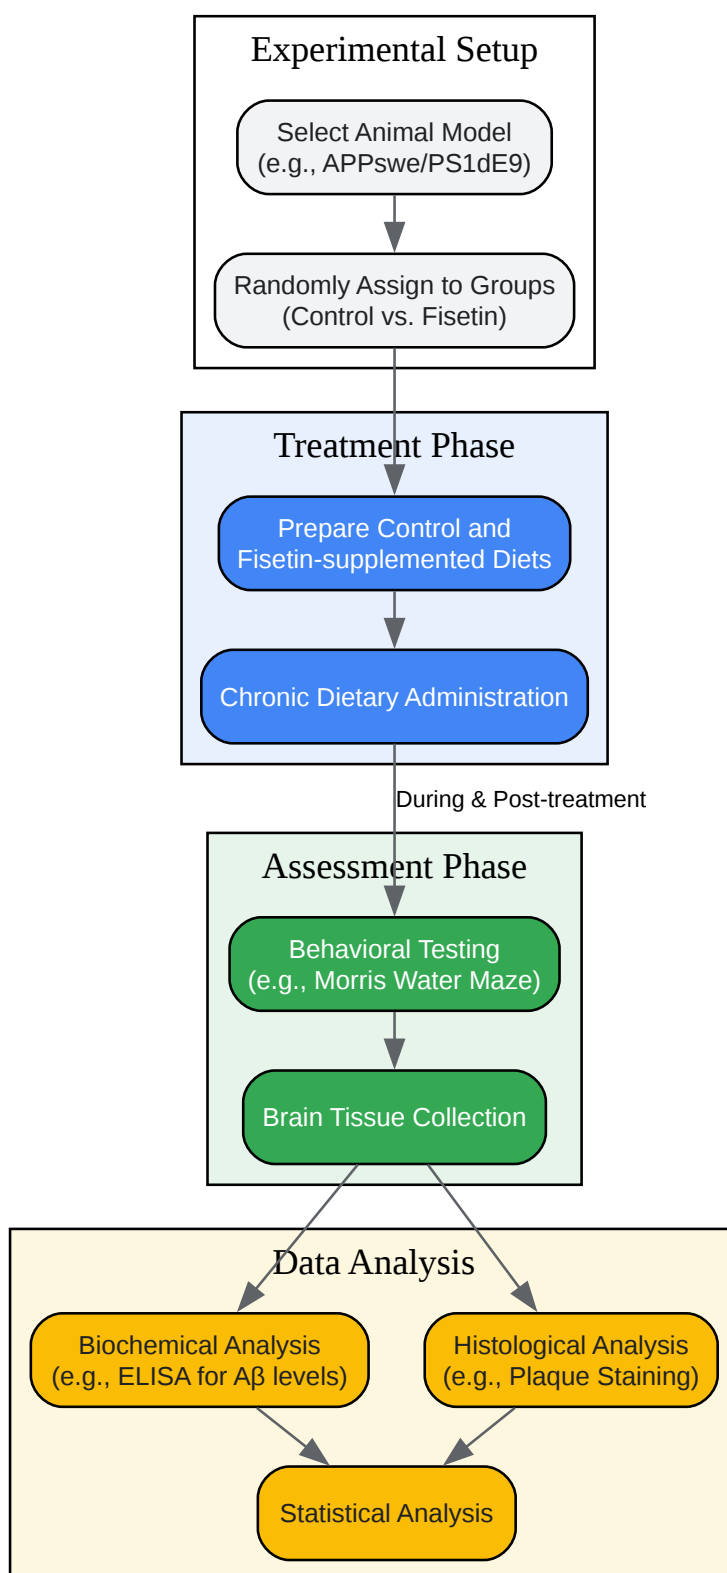 Experimental Setup
Select Animal Model
(e.g., APPswe/PS1dE9)
Randomly Assign to Groups
(Control vs. Fisetin)
Treatment Phase
Prepare Control and
Fisetin-supplemented Diets
Chronic Dietary Administration
During & Post-treatment
Assessment Phase
Behavioral Testing
(e.g., Morris Water Maze)
Brain Tissue Collection
Data Analysis
Biochemical Analysis
(e.g., ELISA for Aβ levels)
Histological Analysis
(e.g., Plaque Staining)
Statistical Analysis